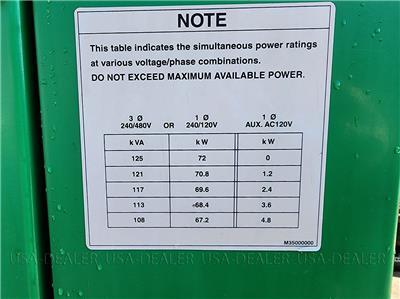 NOTE
This table indicates the simultaneous power ratings
at various voltage/phase combinations.
DO NOT EXCEED MAXIMUM AVAILABLE POWER.
3 Ø 1 Ø 1 Ø
240/480V OR 240/120V AUX. AC120V
kVA kW kW
125 72 0
121 70.8 1.2
117 69.6 2.4
113 68.4 3.6
108 67.2 4.8
M35000000
USA-DEALER USA-DEALER USA-DEALER USA-DEALER USA-DEALER